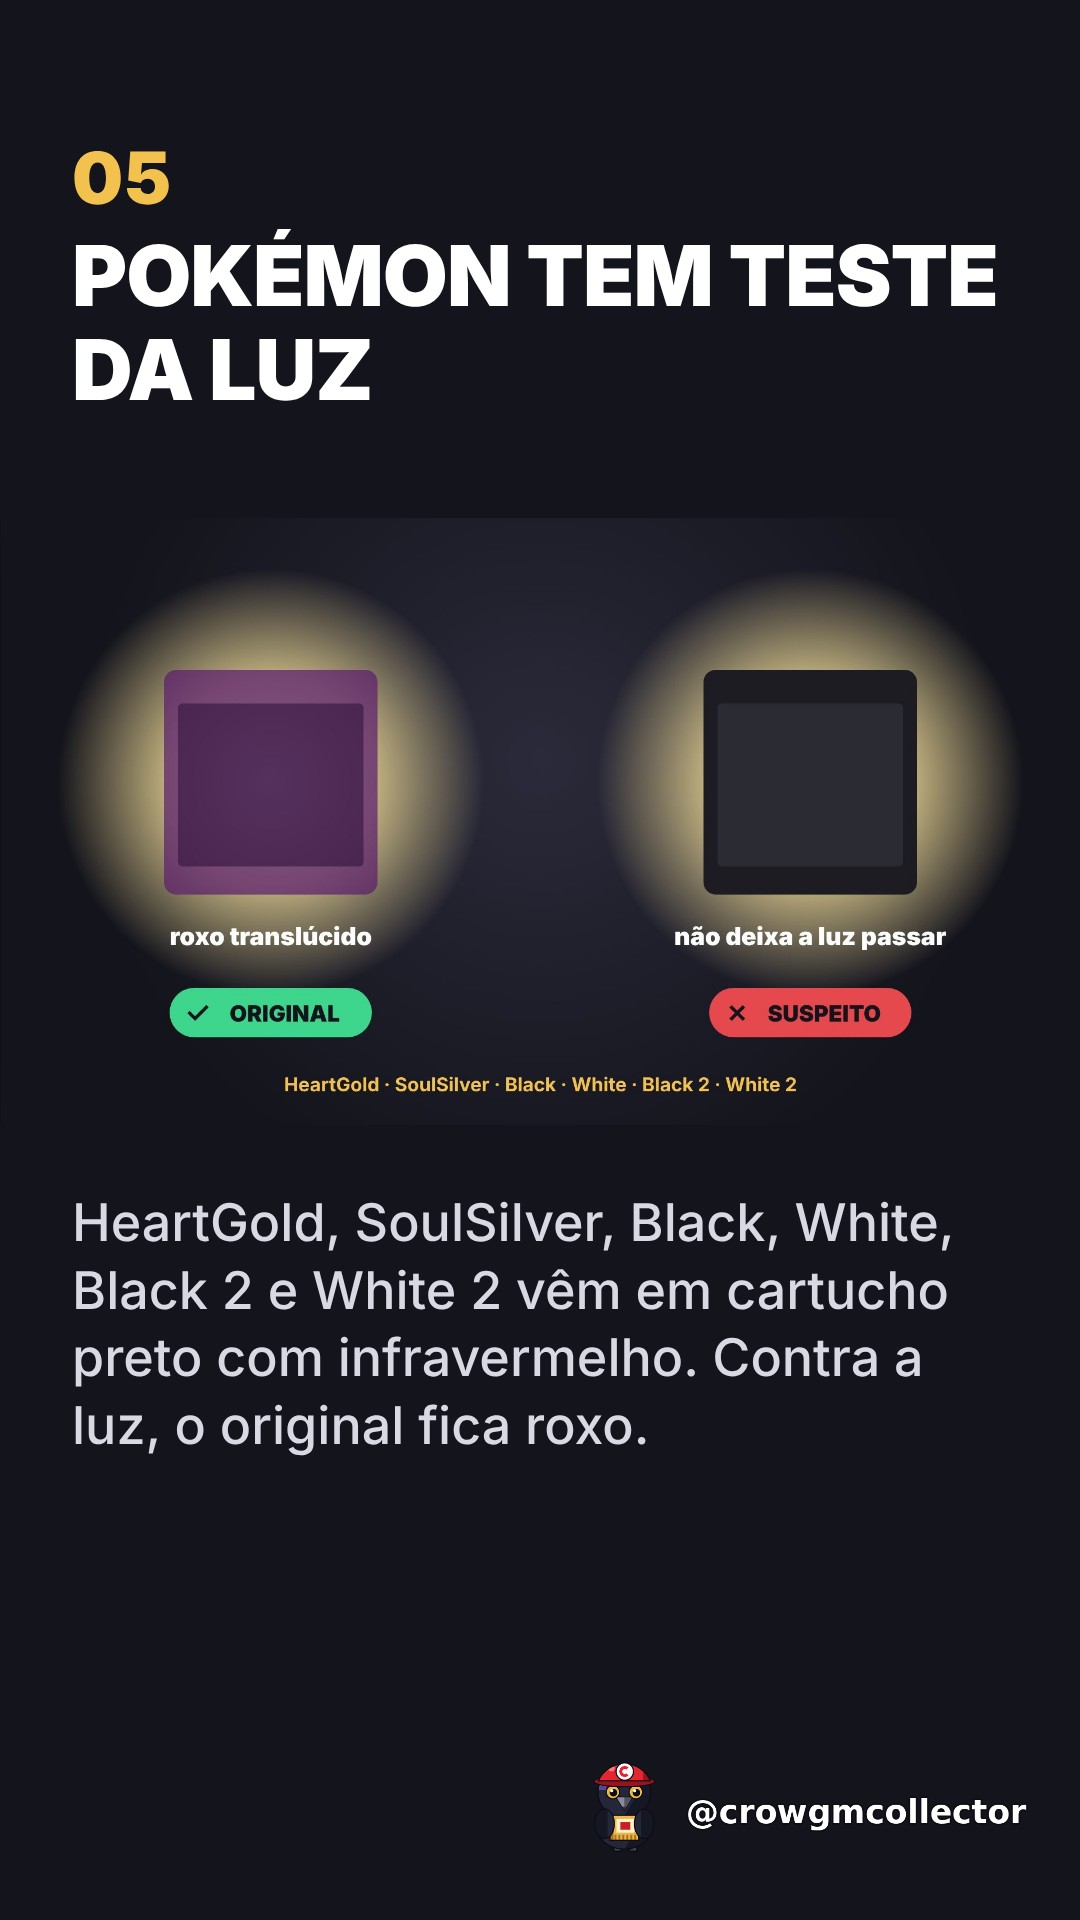 05
POKÉMON TEM TESTE
DA LUZ
roxo translúcido
não deixa a luz passar
✓ ORIGINAL
✕ SUSPEITO
HeartGold · SoulSilver · Black · White · Black 2 · White 2
HeartGold, SoulSilver, Black, White,
Black 2 e White 2 vêm em cartucho
preto com infravermelho. Contra a
luz, o original fica roxo.
C
@crowgmcollector